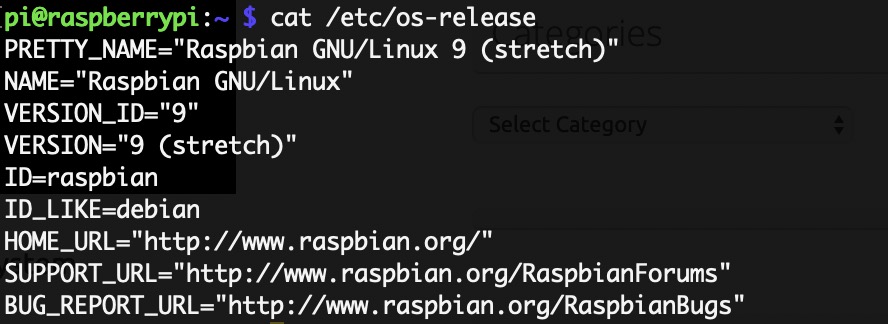 pi@raspberrypi:~ $ cat /etc/os-release
PRETTY_NAME="Raspbian GNU/Linux 9 (stretch)"
NAME="Raspbian GNU/Linux"
VERSION_ID="9"
VERSION="9 (stretch)"
ID=raspbian
ID_LIKE=debian
HOME_URL="http://www.raspbian.org/"
SUPPORT_URL="http://www.raspbian.org/RaspbianForums"
BUG_REPORT_URL="http://www.raspbian.org/RaspbianBugs"
Categories
Select Category